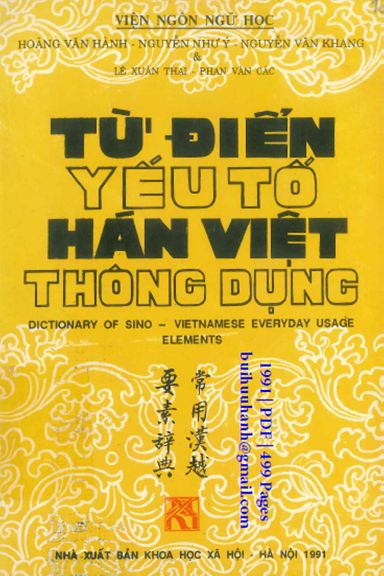 VIỆN NGÔN NGỮ HỌC
HOÀNG VĂN HÀNH - NGUYỄN NHƯ Ý - NGUYỄN VĂN KHANG
&
LÊ XUÂN THẠI - PHAN VĂN CÁC
TỪ ĐIỂN
YẾU TỐ
HÁN VIỆT
THÔNG DỤNG
DICTIONARY OF SINO - VIETNAMESE EVERYDAY USAGE
ELEMENTS
常用漢越
要素辞典
1991 | PDF | 499 Pages
buihuuhanh@gmail.com
NHÀ XUẤT BẢN KHOA HỌC XÃ HỘI - HÀ NỘI 1991